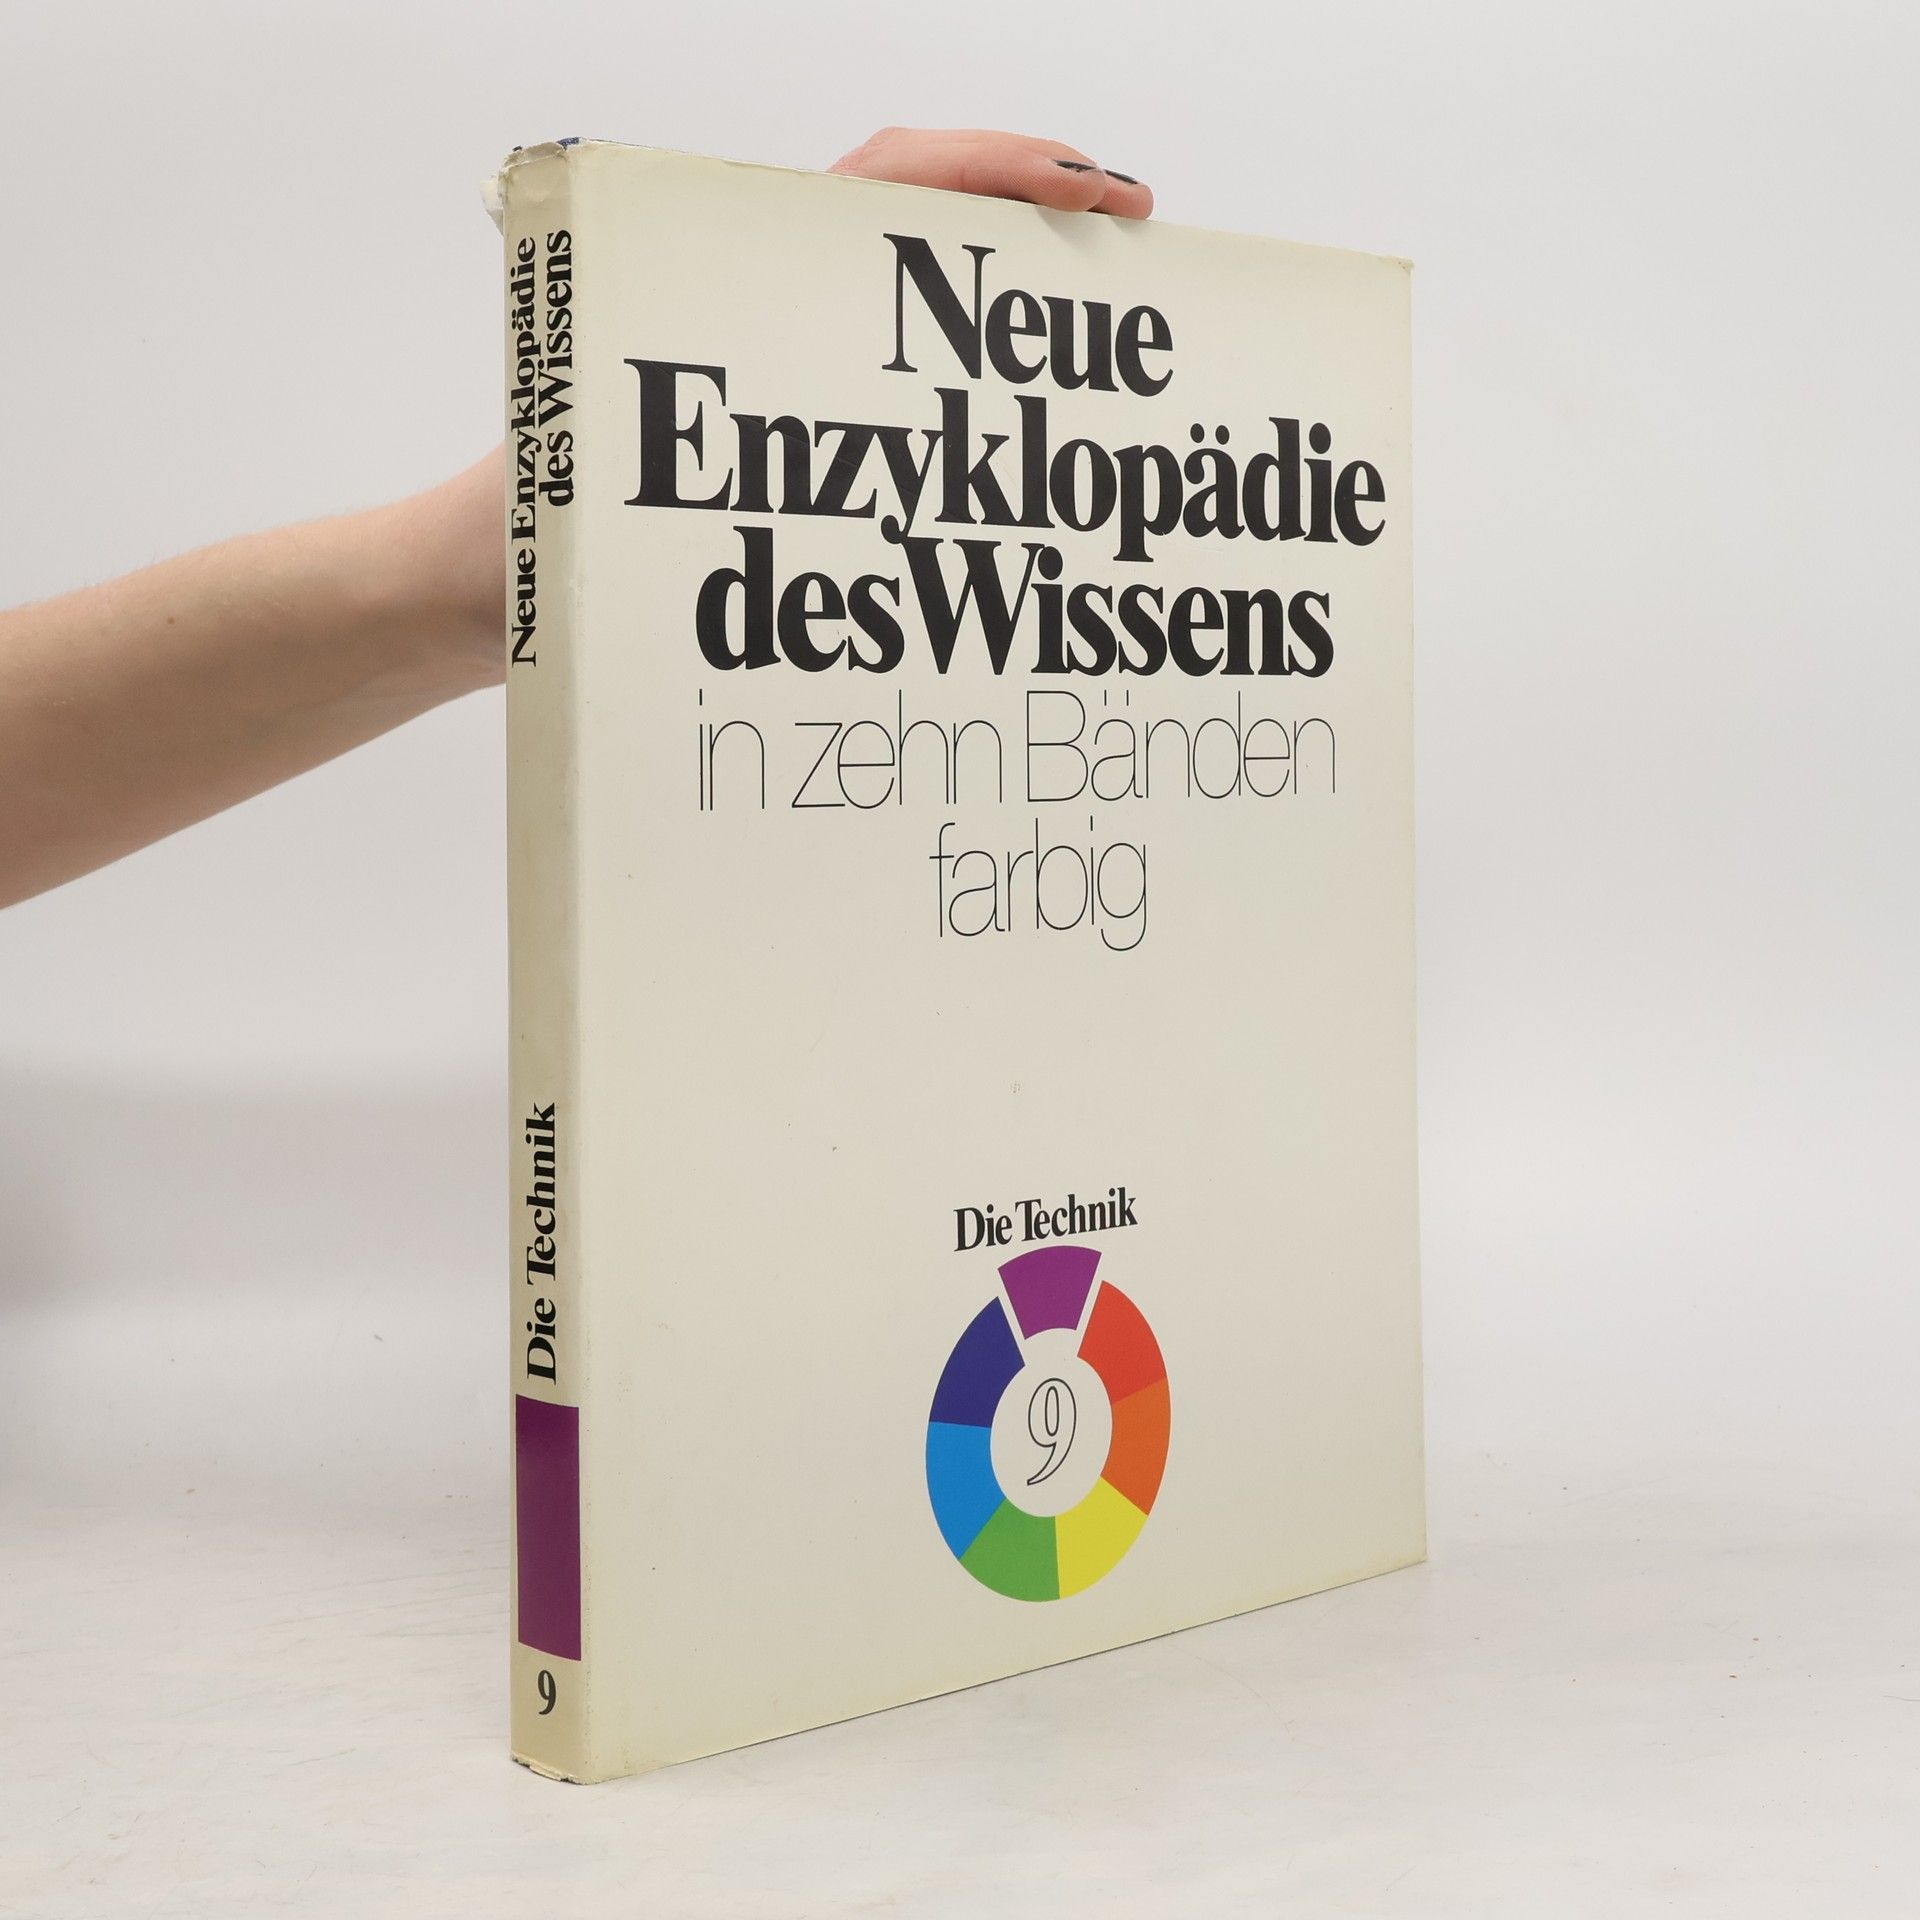 Neue Enzyklopädie
des Wissens
Die Technik
9
Neue
Enzyklopädie
des Wissens
in zehn Bänden
farbig
Die Technik
9